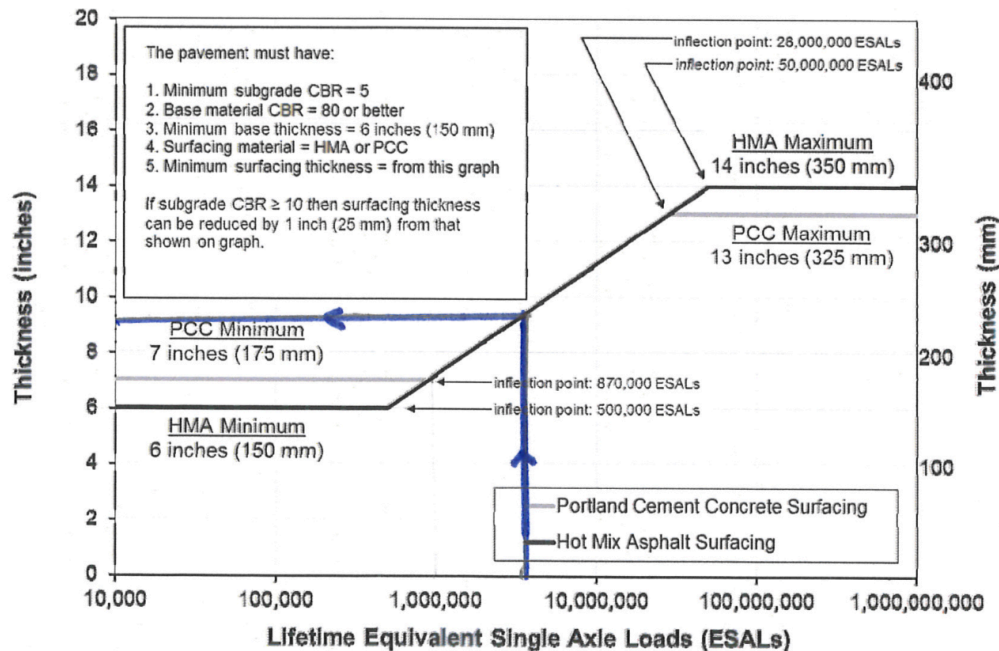 20
18
16
14
12
10
8
6
4
2
0
Thickness (inches)
The pavement must have:
1. Minimum subgrade CBR = 5
2. Base material CBR = 80 or better
3. Minimum base thickness = 6 inches (150 mm)
4. Surfacing material = HMA or PCC
5. Minimum surfacing thickness = from this graph
If subgrade CBR ≥ 10 then surfacing thickness
can be reduced by 1 inch (25 mm) from that
shown on graph.
inflection point: 28,000,000 ESALs
inflection point: 50,000,000 ESALs
HMA Maximum
14 inches (350 mm)
PCC Maximum
13 inches (325 mm)
PCC Minimum
7 inches (175 mm)
inflection point: 870,000 ESALs
inflection point: 500,000 ESALs
HMA Minimum
6 inches (150 mm)
Portland Cement Concrete Surfacing
Hot Mix Asphalt Surfacing
400
300
200
100
0
Thickness (mm)
10,000
100,000
1,000,000
10,000,000
100,000,000
1,000,000,000
Lifetime Equivalent Single Axle Loads (ESALs)